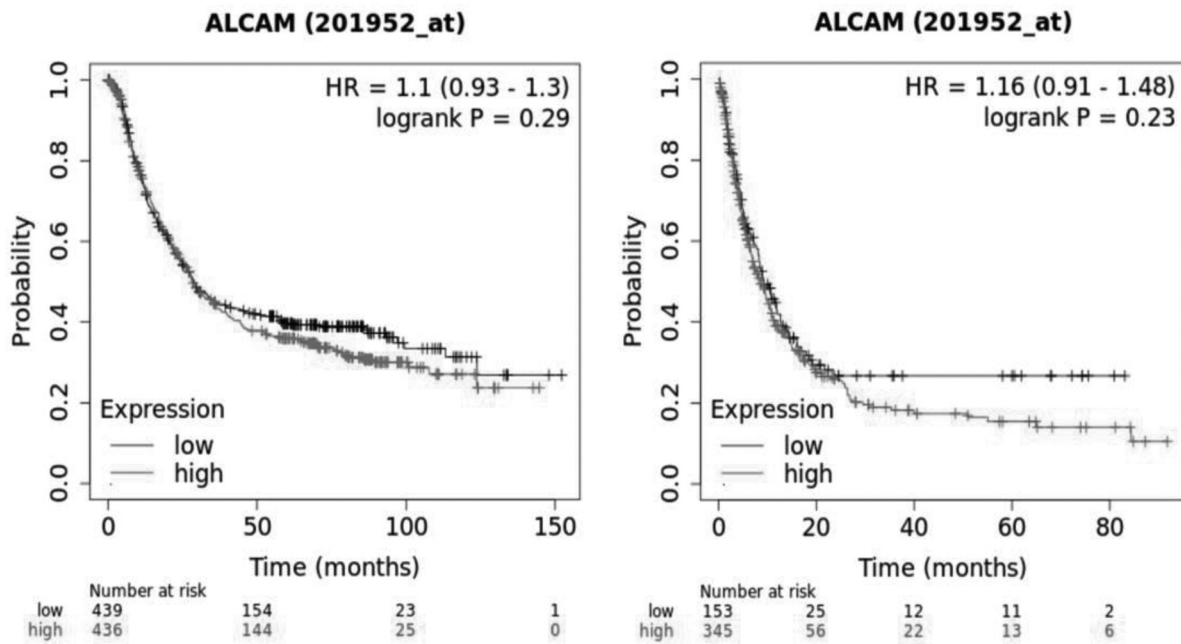 ALCAM (201952_at)
HR = 1.1 (0.93 - 1.3)
logrank P = 0.29
Probability
1.0
0.8
0.6
0.4
0.2
0.0
Expression
low
high
0 50 100 150
Time (months)
Number at risk
low 439 154 23 1
high 436 144 25 0
ALCAM (201952_at)
HR = 1.16 (0.91 - 1.48)
logrank P = 0.23
Probability
1.0
0.8
0.6
0.4
0.2
0.0
Expression
low
high
0 20 40 60 80
Time (months)
Number at risk
low 153 25 12 11 2
high 345 56 22 13 6